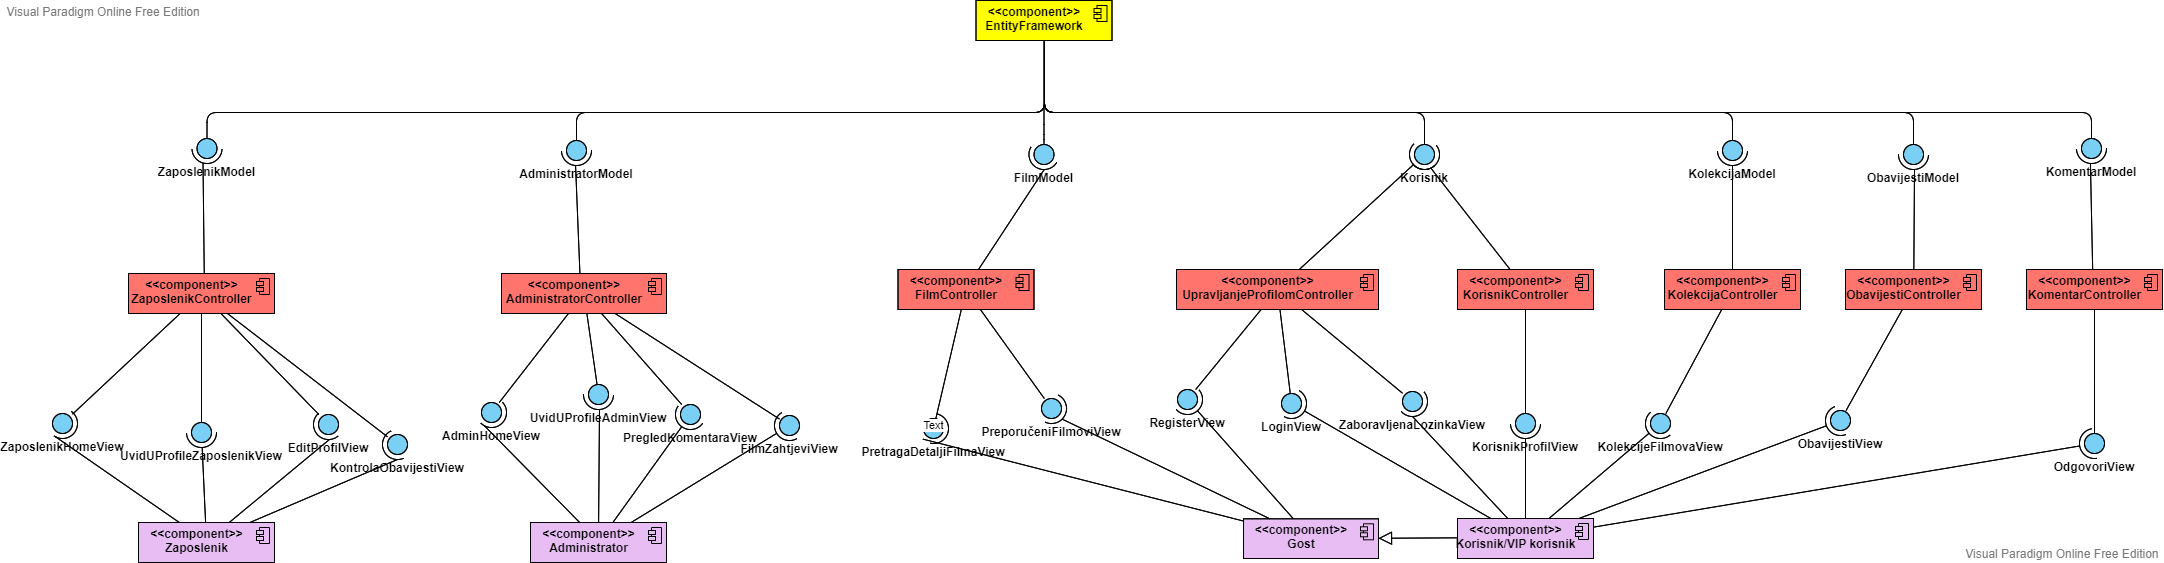 Visual Paradigm Online Free Edition
<<component>>
EntityFramework
ZaposlenikModel
AdministratorModel
FilmModel
Korisnik
KolekcijaModel
ObavijestiModel
KomentarModel
<<component>>
ZaposlenikController
<<component>>
AdministratorController
<<component>>
FilmController
<<component>>
UpravljanjeProfilomController
<<component>>
KorisnikController
<<component>>
KolekcijaController
<<component>>
ObavijestiController
<<component>>
KomentarController
ZaposlenikHomeView
UvidUProfileZaposlenikView
EditProfilView
KontrolaObavijestiView
AdminHomeView
UvidUProfileAdminView
PregledKomentaraView
FilmZahtjeviView
Text
PretragaDetaljiFilmaView
PreporučeniFilmoviView
RegisterView
LoginView
ZaboravljenaLozinkaView
KorisnikProfilView
KolekcijeFilmovaView
ObavijestiView
OdgovoriView
<<component>>
Zaposlenik
<<component>>
Administrator
<<component>>
Gost
<<component>>
Korisnik/VIP korisnik
Visual Paradigm Online Free Edition